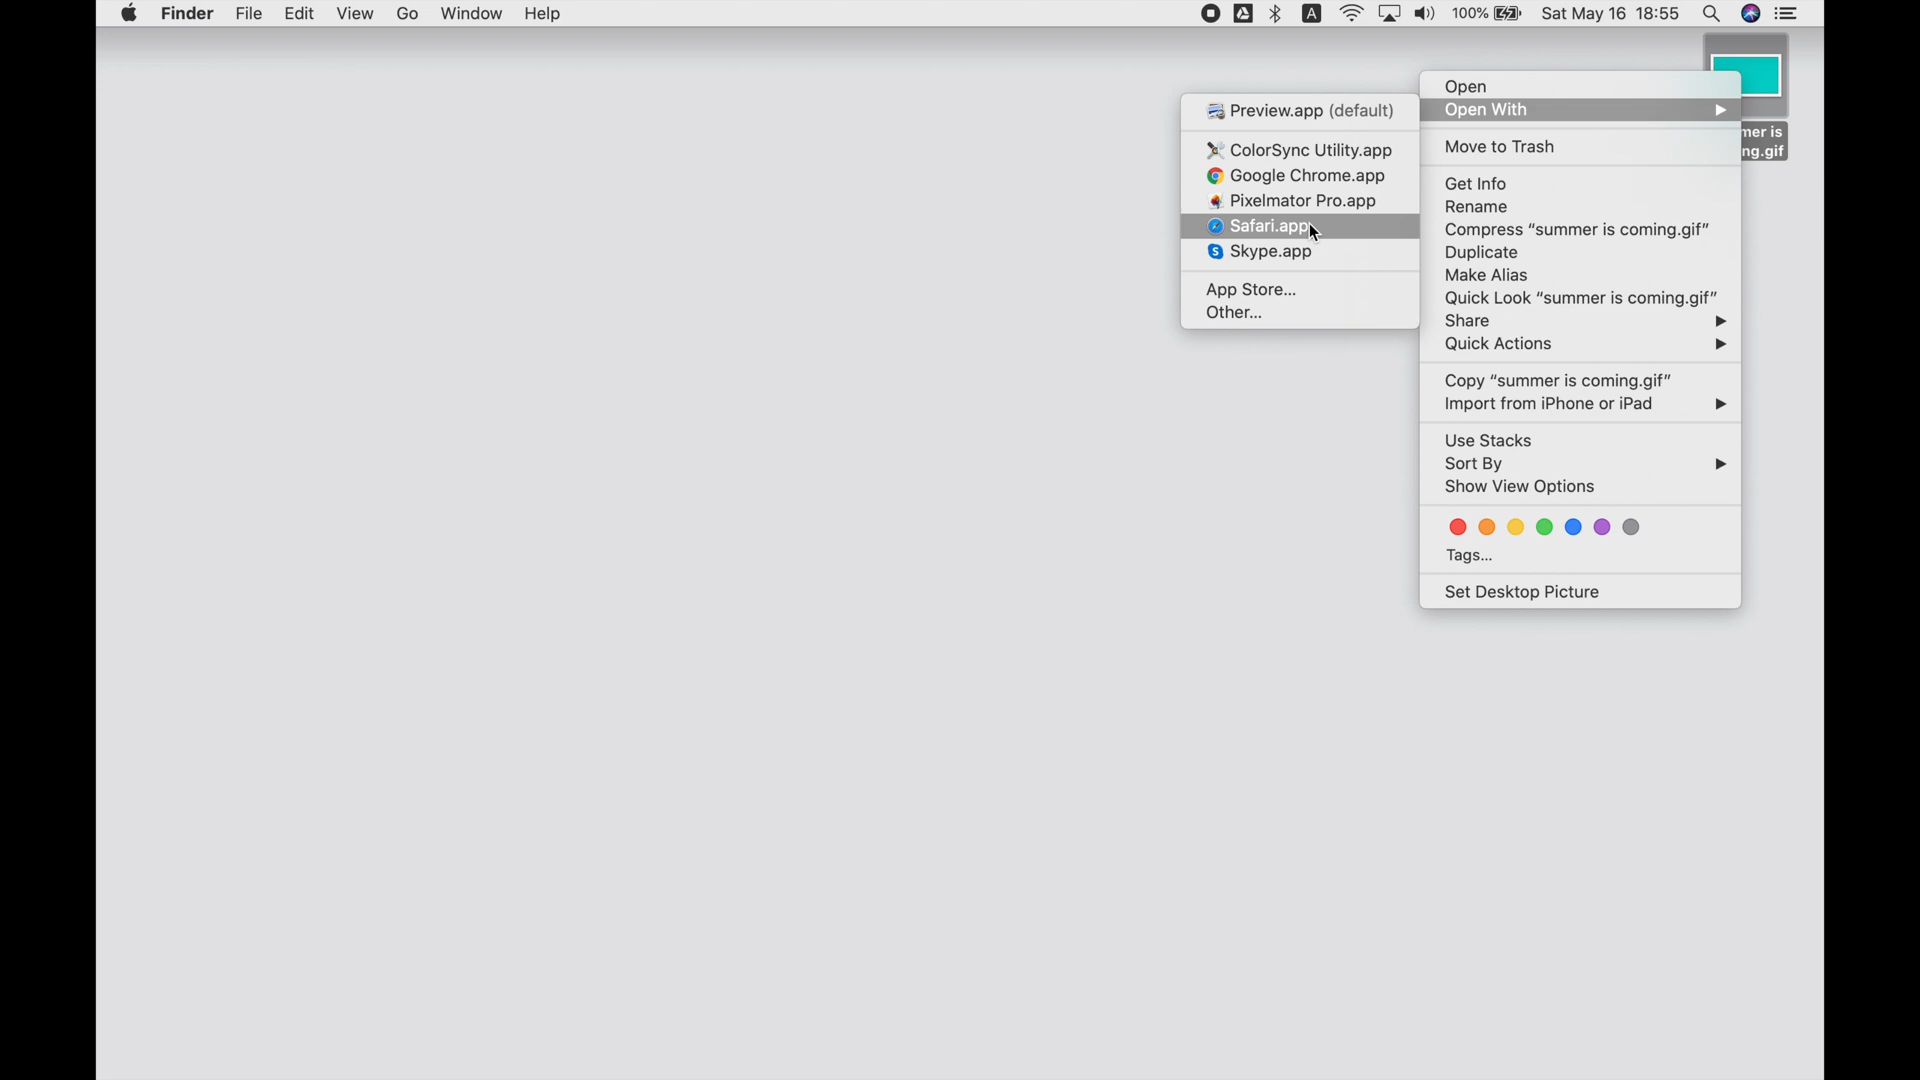 Finder File Edit View Go Window Help A 100% Sat May 16 18:55
mer is
ng.gif
Open
Open With
Move to Trash
Get Info
Rename
Compress “summer is coming.gif”
Duplicate
Make Alias
Quick Look “summer is coming.gif”
Share
Quick Actions
Copy “summer is coming.gif”
Import from iPhone or iPad
Use Stacks
Sort By
Show View Options
Tags...
Set Desktop Picture
Preview.app (default)
ColorSync Utility.app
Google Chrome.app
Pixelmator Pro.app
Safari.app
Skype.app
App Store...
Other...